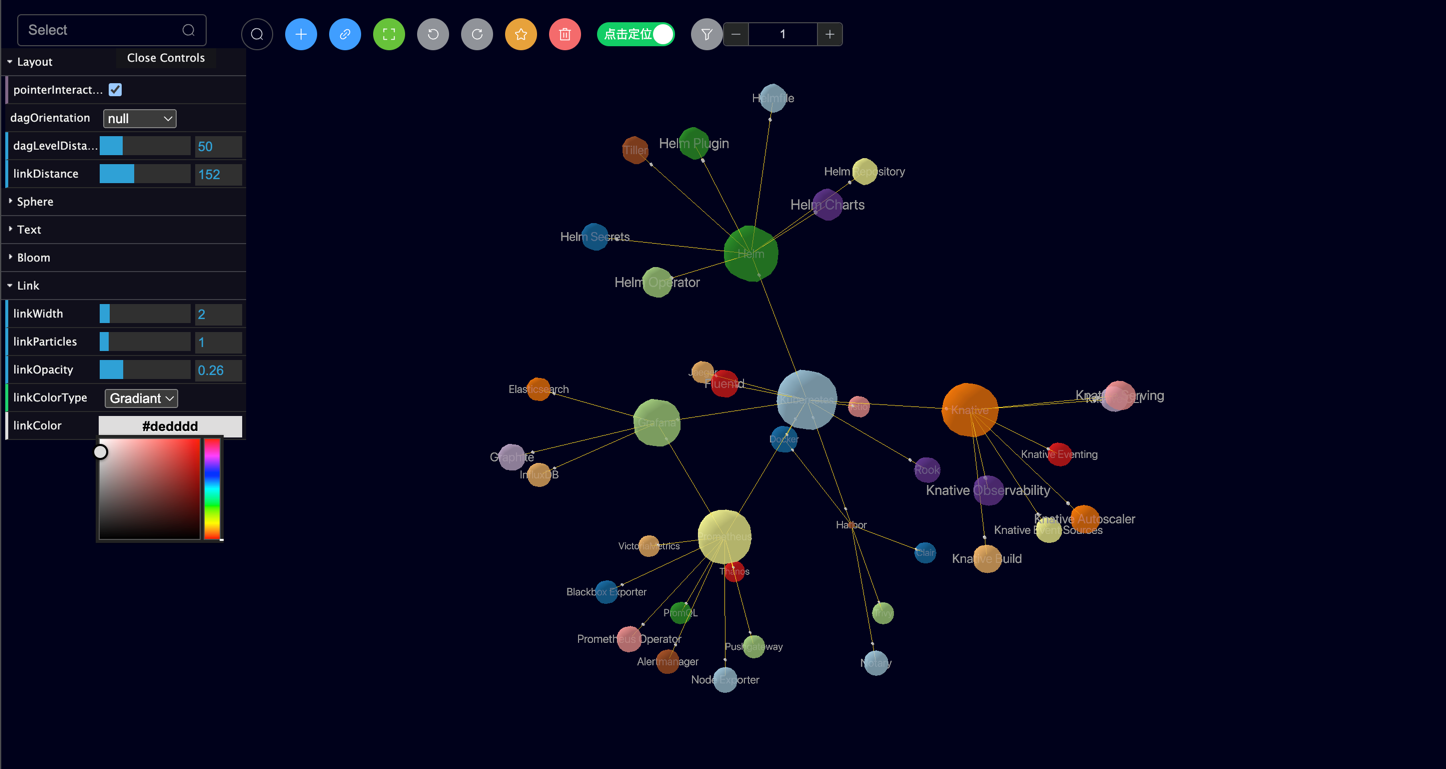 Select
点击定位
1
Layout
Close Controls
pointerInteract...
dagOrientation
null
dagLevelDista...
50
linkDistance
152
Sphere
Text
Bloom
Link
linkWidth
2
linkParticles
1
linkOpacity
0.26
linkColorType
Gradiant
linkColor
#dedddd
Helmfile
Tiller
Helm Plugin
Helm Repository
Helm Charts
Helm Secrets
Helm
Helm Operator
Jaeger
Fluentd
Elasticsearch
Knative Serving
Knative
Grafana
Docker
Graphite
Knative Eventing
Rook
InfluxDB
Knative Observability
Knative Autoscaler
Harbor
Knative Event Sources
Prometheus
VictoriaMetrics
Clair
Knative Build
Thanos
Blackbox Exporter
PromQL
Prometheus Operator
Pushgateway
Alertmanager
Notary
Node Exporter